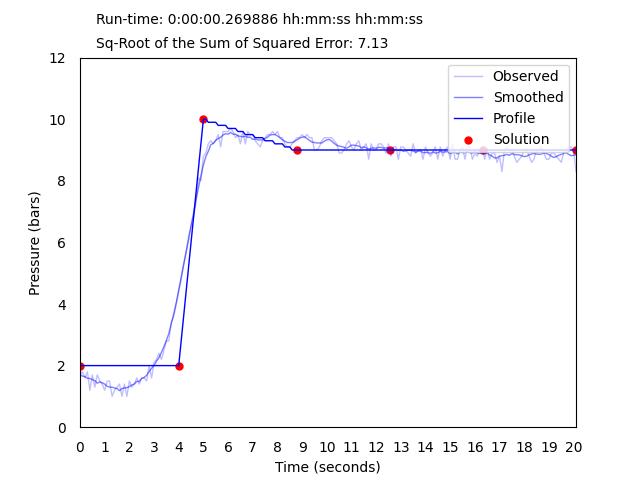 Run-time: 0:00:00.269886 hh:mm:ss hh:mm:ss
Sq-Root of the Sum of Squared Error: 7.13
12
10
8
6
4
2
0
Pressure (bars)
Observed
Smoothed
Profile
Solution
0 1 2 3 4 5 6 7 8 9 10 11 12 13 14 15 16 17 18 19 20
Time (seconds)